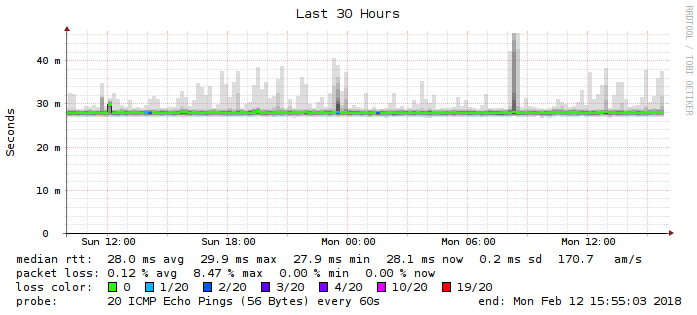 Last 30 Hours
RRDTOOL / TOBI OETIKER
Seconds
40 m
30 m
20 m
10 m
0
Sun 12:00 Sun 18:00 Mon 00:00 Mon 06:00 Mon 12:00
median rtt: 28.0 ms avg 29.9 ms max 27.9 ms min 28.1 ms now 0.2 ms sd 170.7 am/s
packet loss: 0.12 % avg 8.47 % max 0.00 % min 0.00 % now
loss color: 0 1/20 2/20 3/20 4/20 10/20 19/20
probe: 20 ICMP Echo Pings (56 Bytes) every 60s end: Mon Feb 12 15:55:03 2018